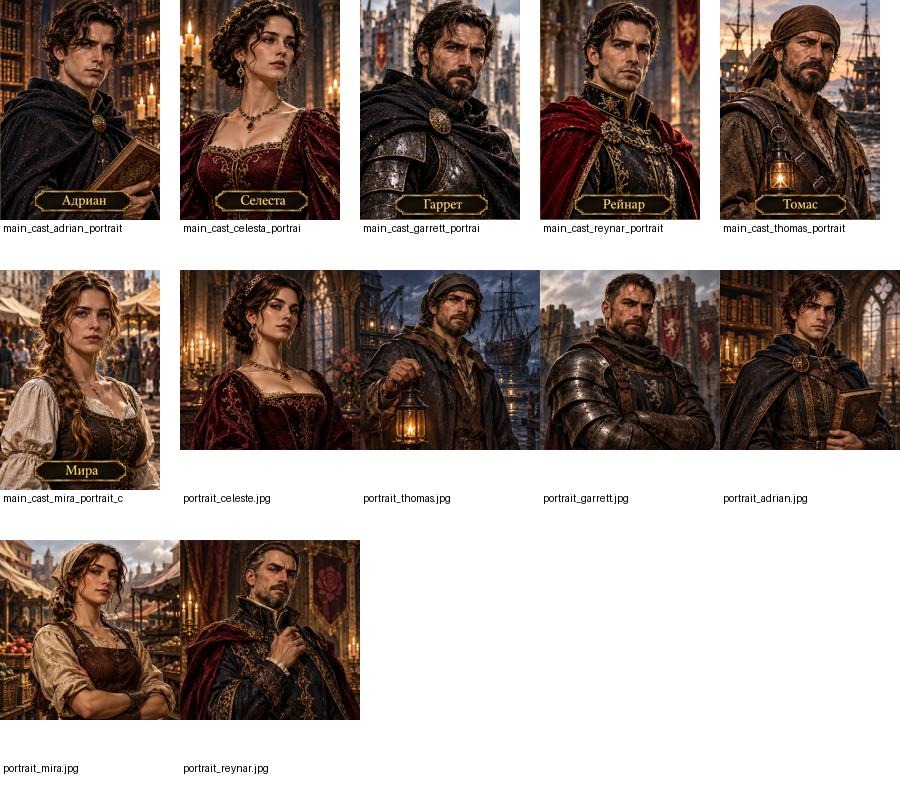 Адриан
Селеста
Гаррет
Рейнар
Томас
main_cast_adrian_portrait
main_cast_celesta_portrai
main_cast_garrett_portrai
main_cast_reynar_portrait
main_cast_thomas_portrait
Мира
main_cast_mira_portrait_c
portrait_celeste.jpg
portrait_thomas.jpg
portrait_garrett.jpg
portrait_adrian.jpg
portrait_mira.jpg
portrait_reynar.jpg